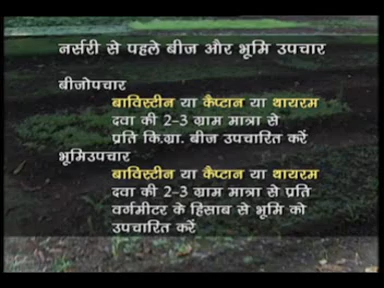 नर्सरी से पहले बीज और भूमि उपचार
बीजोपचार
बाविस्टीन या कैप्टान या थायरम
दवा की 2-3 ग्राम मात्रा से
प्रति कि.ग्रा. बीज उपचारित करें
भूमिउपचार
बाविस्टीन या कैप्टान या थायरम
दवा की 2-3 ग्राम मात्रा से प्रति
वर्गमीटर के हिसाब से भूमि को
उपचारित करें